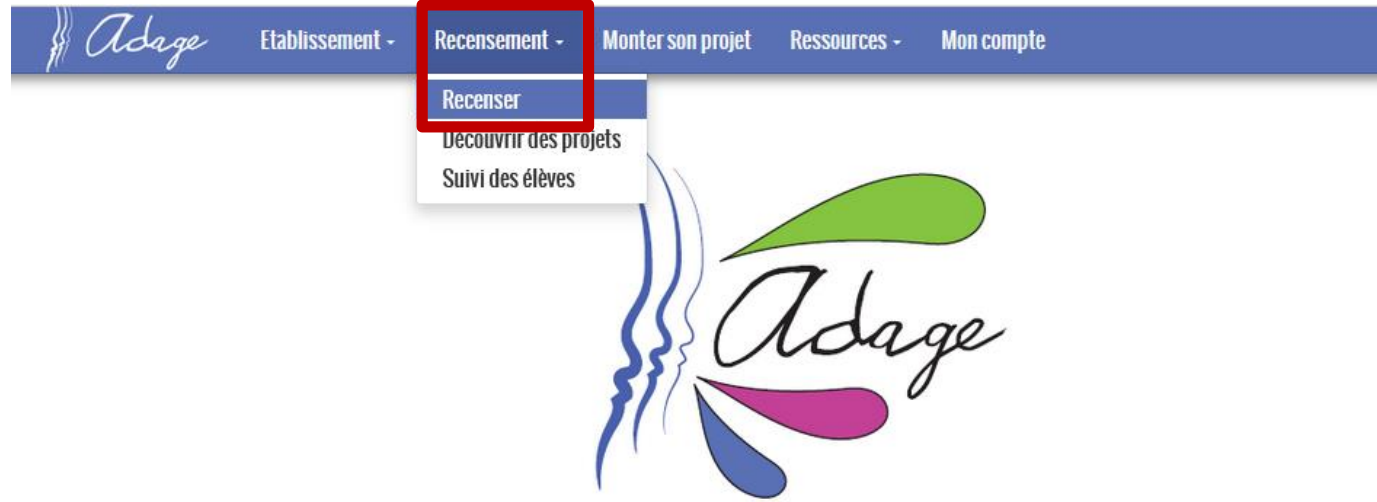 Adage Etablissement Recensement Monter son projet Ressources Mon compte
Recenser
Découvrir des projets
Suivi des élèves
Adage